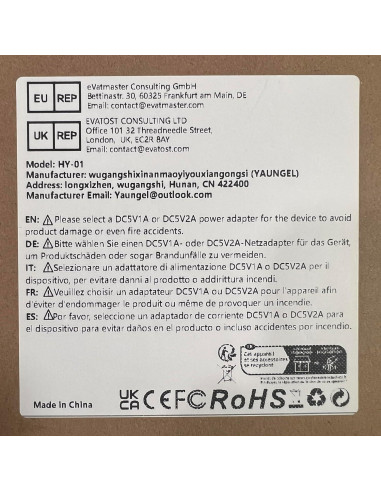 EU REP
eVatmaster Consulting GmbH
Bettinastr. 30, 60325 Frankfurt am Main, DE
Email: contact@evatmaster.com
UK REP
EVATOST CONSULTING LTD
Office 101 32 Threadneedle Street,
London, UK, EC2R 8AY
Email: contact@evatost.com
Model: HY-01
Manufacturer: wugangshixinanmaoyiyouxiangongsi (YAUNGEL)
Address: longxizhen, wugangshi, Hunan, CN 422400
Manufacturer Email: Yaungel@outlook.com
EN: Please select a DC5V1A or DC5V2A power adapter for the device to avoid
product damage or even fire accidents.
DE: Bitte wählen Sie einen DC5V1A- oder DC5V2A-Netzadapter für das Gerät,
um Produktschäden oder sogar Brandunfälle zu vermeiden.
IT: Selezionare un adattatore di alimentazione DC5V1A o DC5V2A per il
dispositivo, per evitare danni al prodotto o addirittura incendi.
FR: Veuillez choisir un adaptateur DC5V1A ou DC5V2A pour l'appareil afin
d'éviter d'endommager le produit ou même de provoquer un incendie.
ES: Por favor, seleccione un adaptador de corriente DC5V1A o DC5V2A para
el dispositivo para evitar daños en el producto o incluso accidentes por incendio.
FR
Cet appareil
et ses accessoires
se recyclent
Made in China
UK CA CE FC RoHS